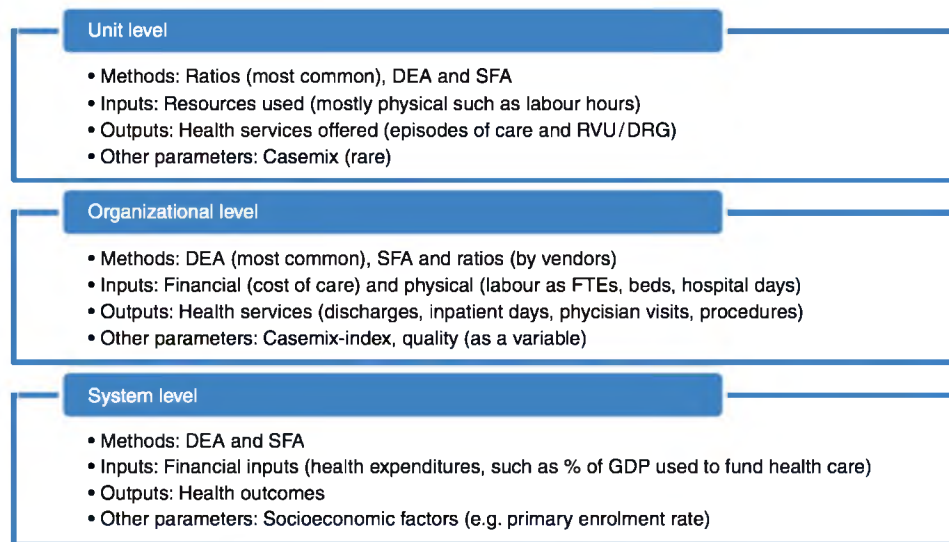 Unit level
• Methods: Ratios (most common), DEA and SFA
• Inputs: Resources used (mostly physical such as labour hours)
• Outputs: Health services offered (episodes of care and RVU/DRG)
• Other parameters: Casemix (rare)
Organizational level
• Methods: DEA (most common), SFA and ratios (by vendors)
• Inputs: Financial (cost of care) and physical (labour as FTEs, beds, hospital days)
• Outputs: Health services (discharges, inpatient days, phycisian visits, procedures)
• Other parameters: Casemix-index, quality (as a variable)
System level
• Methods: DEA and SFA
• Inputs: Financial inputs (health expenditures, such as % of GDP used to fund health care)
• Outputs: Health outcomes
• Other parameters: Socioeconomic factors (e.g. primary enrolment rate)